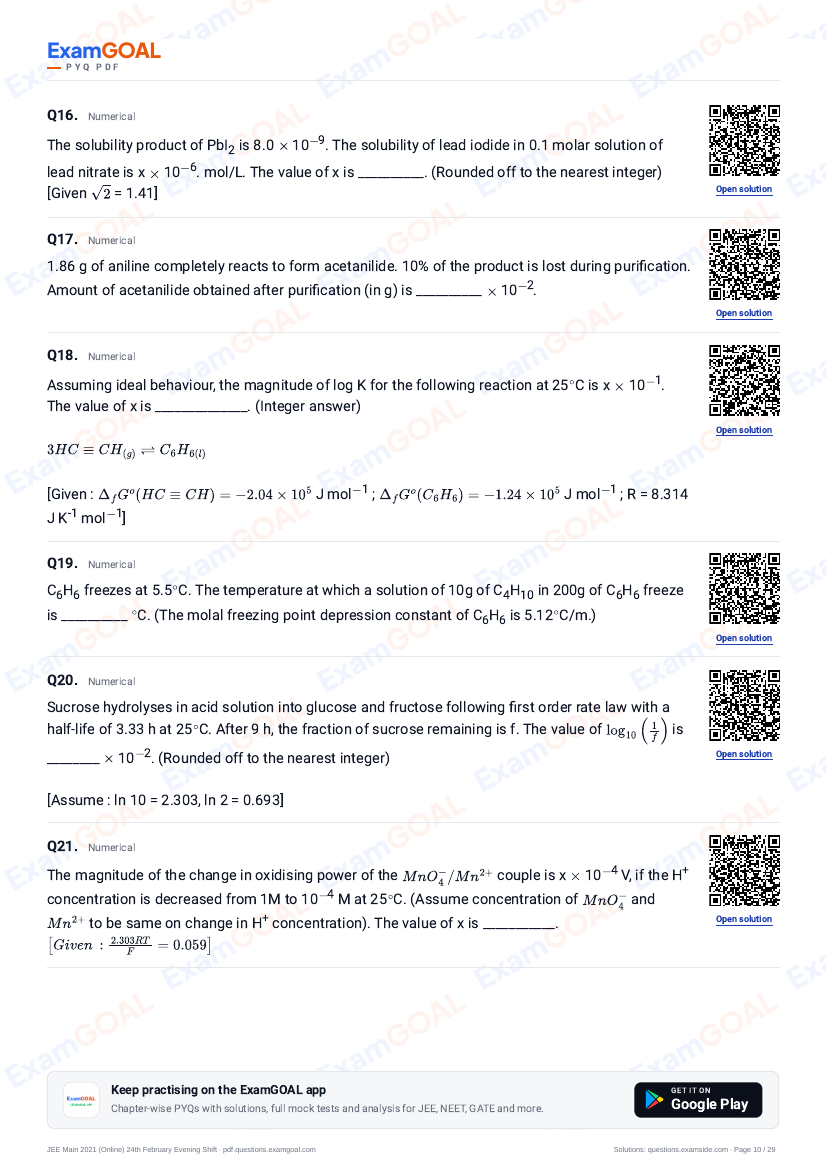 ExamGOAL
PYQ PDF
Q16. Numerical
The solubility product of PbI₂ is 8.0 × 10⁻⁹. The solubility of lead iodide in 0.1 molar solution of
lead nitrate is x × 10⁻⁶. mol/L. The value of x is __________. (Rounded off to the nearest integer)
[Given √2 = 1.41]
Open solution
Q17. Numerical
1.86 g of aniline completely reacts to form acetanilide. 10% of the product is lost during purification.
Amount of acetanilide obtained after purification (in g) is __________ × 10⁻².
Open solution
Q18. Numerical
Assuming ideal behaviour, the magnitude of log K for the following reaction at 25°C is x × 10⁻¹.
The value of x is ______________. (Integer answer)
Open solution
3HC ≡ CH₍g₎ ⇌ C₆H₆₍l₎
[Given : Δ_fG°(HC ≡ CH) = −2.04 × 10⁵ J mol⁻¹ ; Δ_fG°(C₆H₆) = −1.24 × 10⁵ J mol⁻¹ ; R = 8.314
J K⁻¹ mol⁻¹]
Q19. Numerical
C₆H₆ freezes at 5.5°C. The temperature at which a solution of 10g of C₄H₁₀ in 200g of C₆H₆ freeze
is __________ °C. (The molal freezing point depression constant of C₆H₆ is 5.12°C/m.)
Open solution
Q20. Numerical
Sucrose hydrolyses in acid solution into glucose and fructose following first order rate law with a
half-life of 3.33 h at 25°C. After 9 h, the fraction of sucrose remaining is f. The value of log₁₀ (1/f) is
________ × 10⁻². (Rounded off to the nearest integer)
Open solution
[Assume : ln 10 = 2.303, ln 2 = 0.693]
Q21. Numerical
The magnitude of the change in oxidising power of the MnO₄⁻/Mn²⁺ couple is x × 10⁻⁴ V, if the H⁺
concentration is decreased from 1M to 10⁻⁴ M at 25°C. (Assume concentration of MnO₄⁻ and
Mn²⁺ to be same on change in H⁺ concentration). The value of x is ___________.
[Given : 2.303RT/F = 0.059]
Open solution
Keep practising on the ExamGOAL app
Chapter-wise PYQs with solutions, full mock tests and analysis for JEE, NEET, GATE and more.
GET IT ON
Google Play
JEE Main 2021 (Online) 24th February Evening Shift · pdf.questions.examgoal.com
Solutions: questions.examside.com · Page 10 / 29